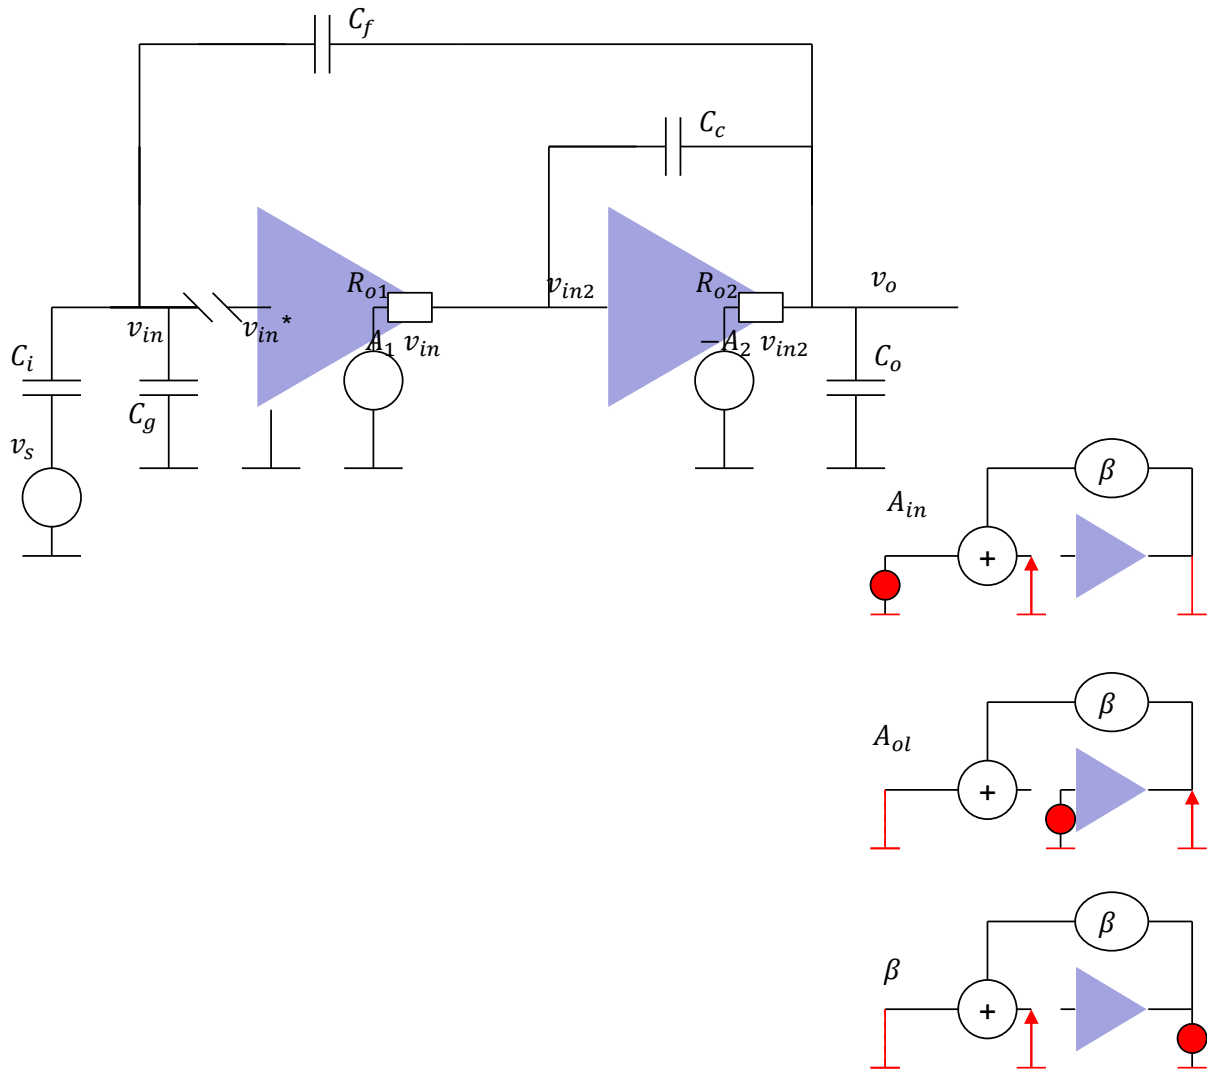 C_f
C_c
R_o1
v_in2
R_o2
v_o
v_in
v_in*
A_1 v_in
−A_2 v_in2
C_i
C_o
C_g
v_s
β
A_in
+
β
A_ol
+
β
β
+